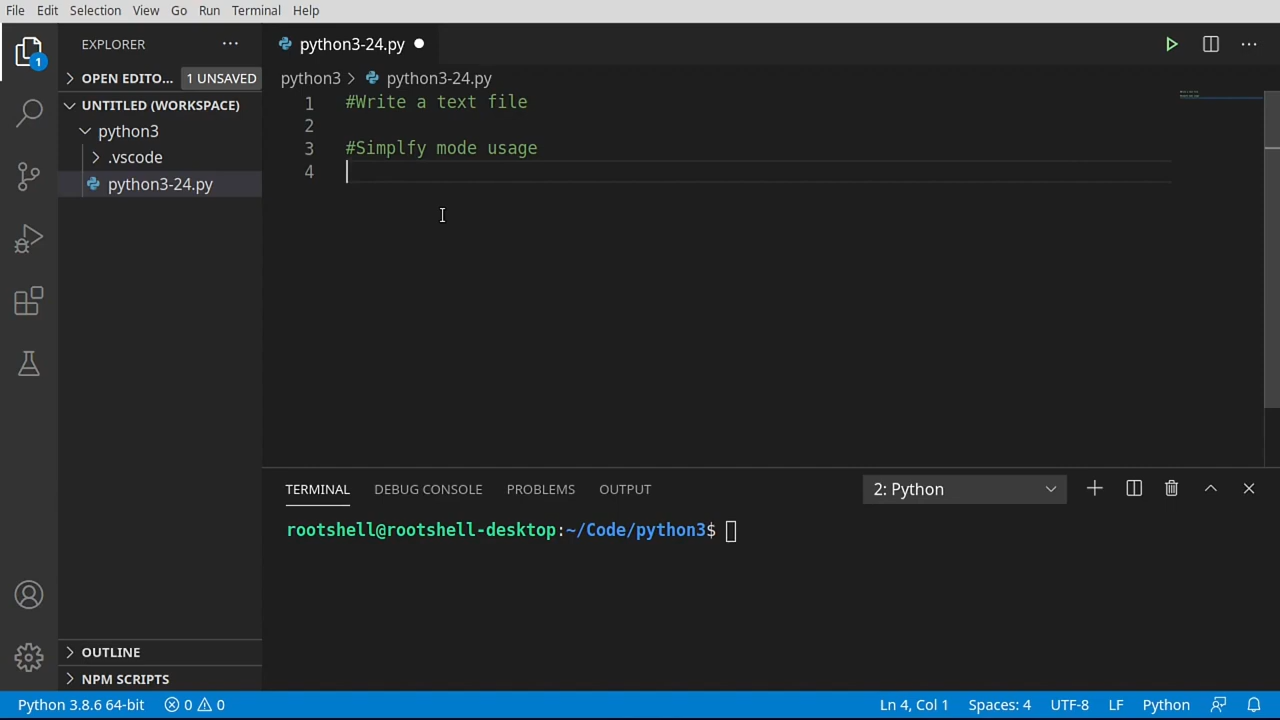 File Edit Selection View Go Run Terminal Help
EXPLORER ···
python3-24.py
1
OPEN EDITO... 1 UNSAVED
python3 > python3-24.py
UNTITLED (WORKSPACE)
python3
.vscode
python3-24.py
1 #Write a text file
2
3 #Simplfy mode usage
4
TERMINAL DEBUG CONSOLE PROBLEMS OUTPUT 2: Python
rootshell@rootshell-desktop:~/Code/python3$
OUTLINE
NPM SCRIPTS
Python 3.8.6 64-bit 0 0 Ln 4, Col 1 Spaces: 4 UTF-8 LF Python